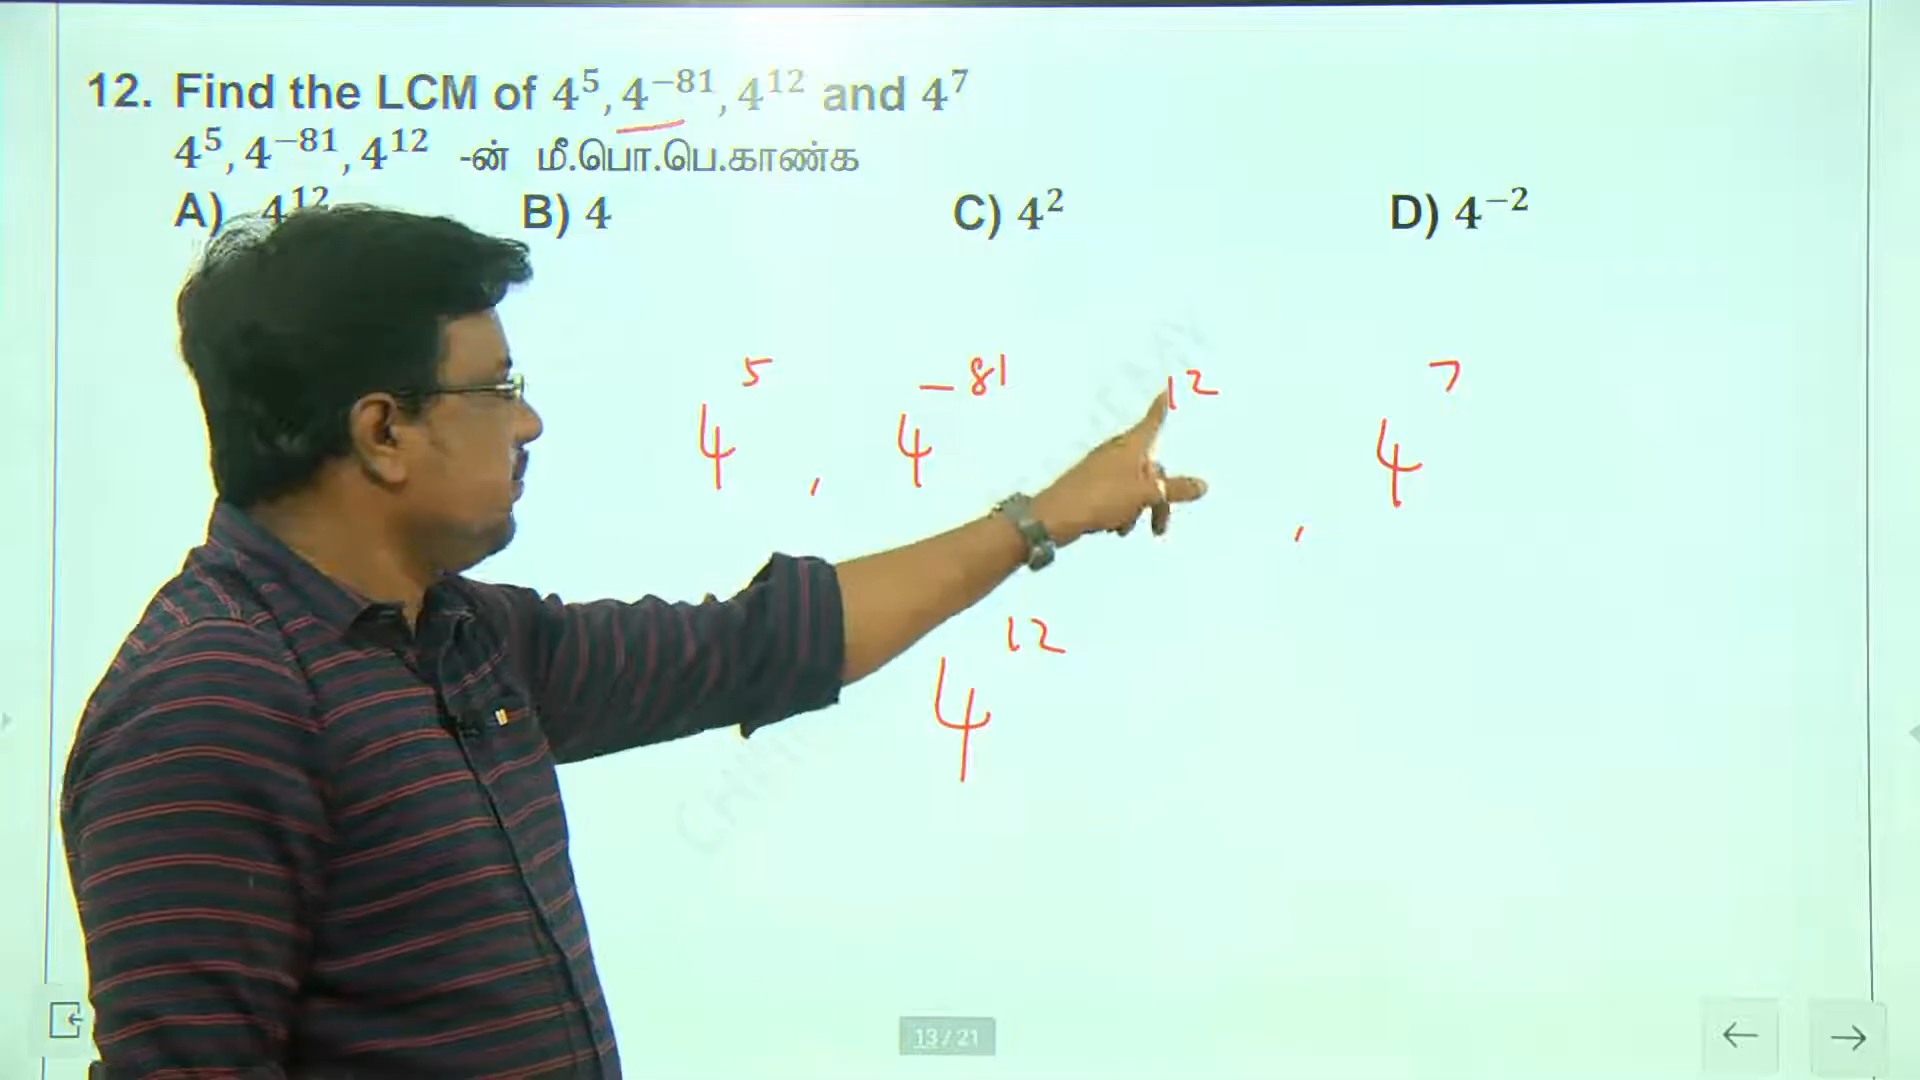 12. Find the LCM of 4⁵, 4⁻⁸¹, 4¹² and 4⁷
4⁵, 4⁻⁸¹, 4¹² -ன் மீ.பொ.பெ.காண்க
A) 4¹² B) 4 C) 4² D) 4⁻²
4⁵ , 4⁻⁸¹ 12 , 4⁷
4¹²
13 / 21